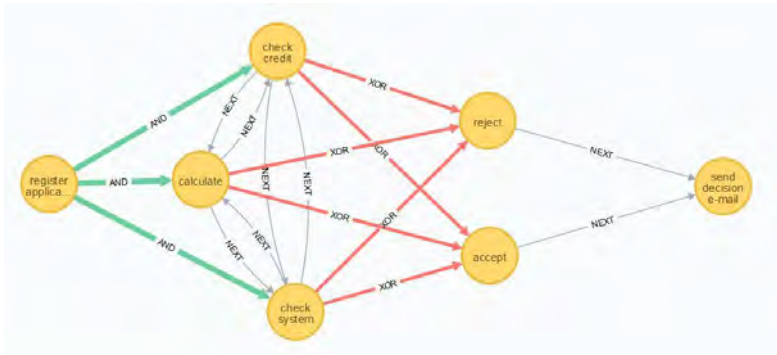 check
credit
XOR
AND
NEXT
NEXT
reject
XOR
XOR
NEXT
register
applica...
AND
calculate
NEXT
NEXT
send
decision
e-mail
AND
NEXT
NEXT
XOR
XOR
NEXT
accept
XOR
check
system